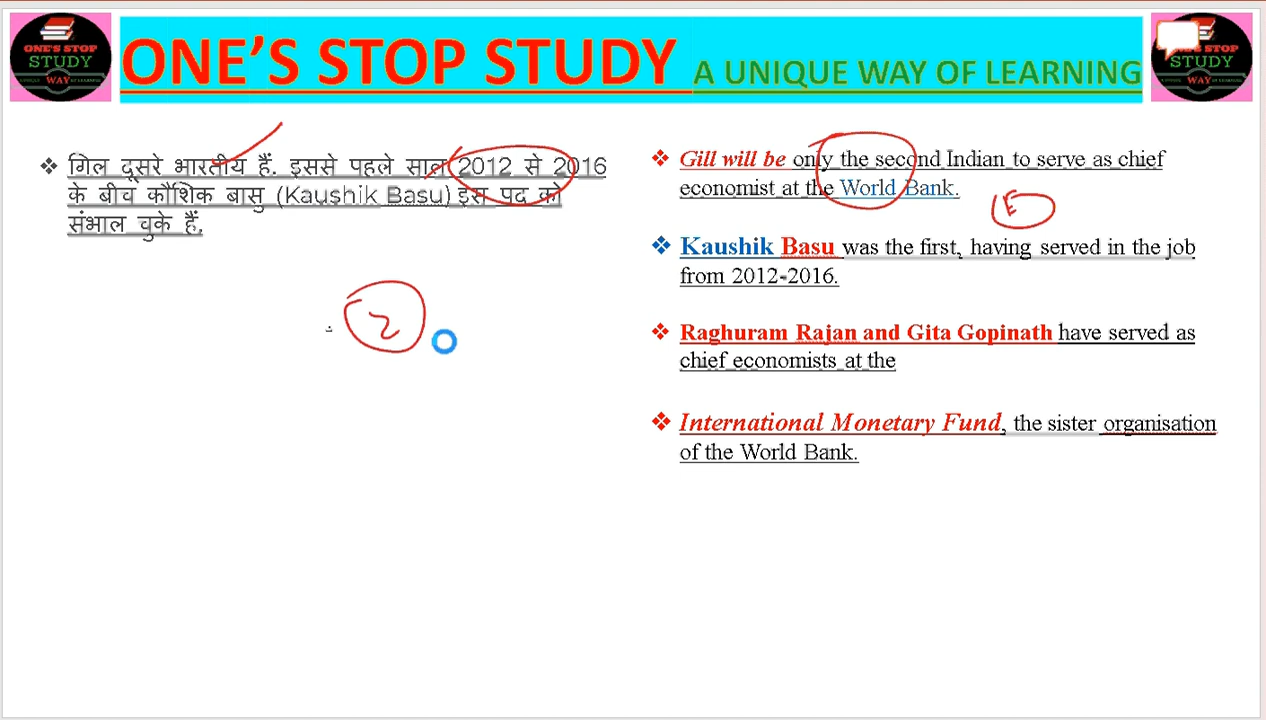 ONE'S STOP STUDY A UNIQUE WAY OF LEARNING
ONE'S STOP
STUDY
WAY
STOP
STUDY
WAY
❖ गिल दूसरे भारतीय हैं. इससे पहले साल 2012 से 2016
के बीच कौशिक बासु (Kaushik Basu) इस पद को
संभाल चुके हैं.
2
❖ Gill will be only the second Indian to serve as chief
economist at the World Bank.
E
❖ Kaushik Basu was the first, having served in the job
from 2012-2016.
❖ Raghuram Rajan and Gita Gopinath have served as
chief economists at the
❖ International Monetary Fund, the sister organisation
of the World Bank.